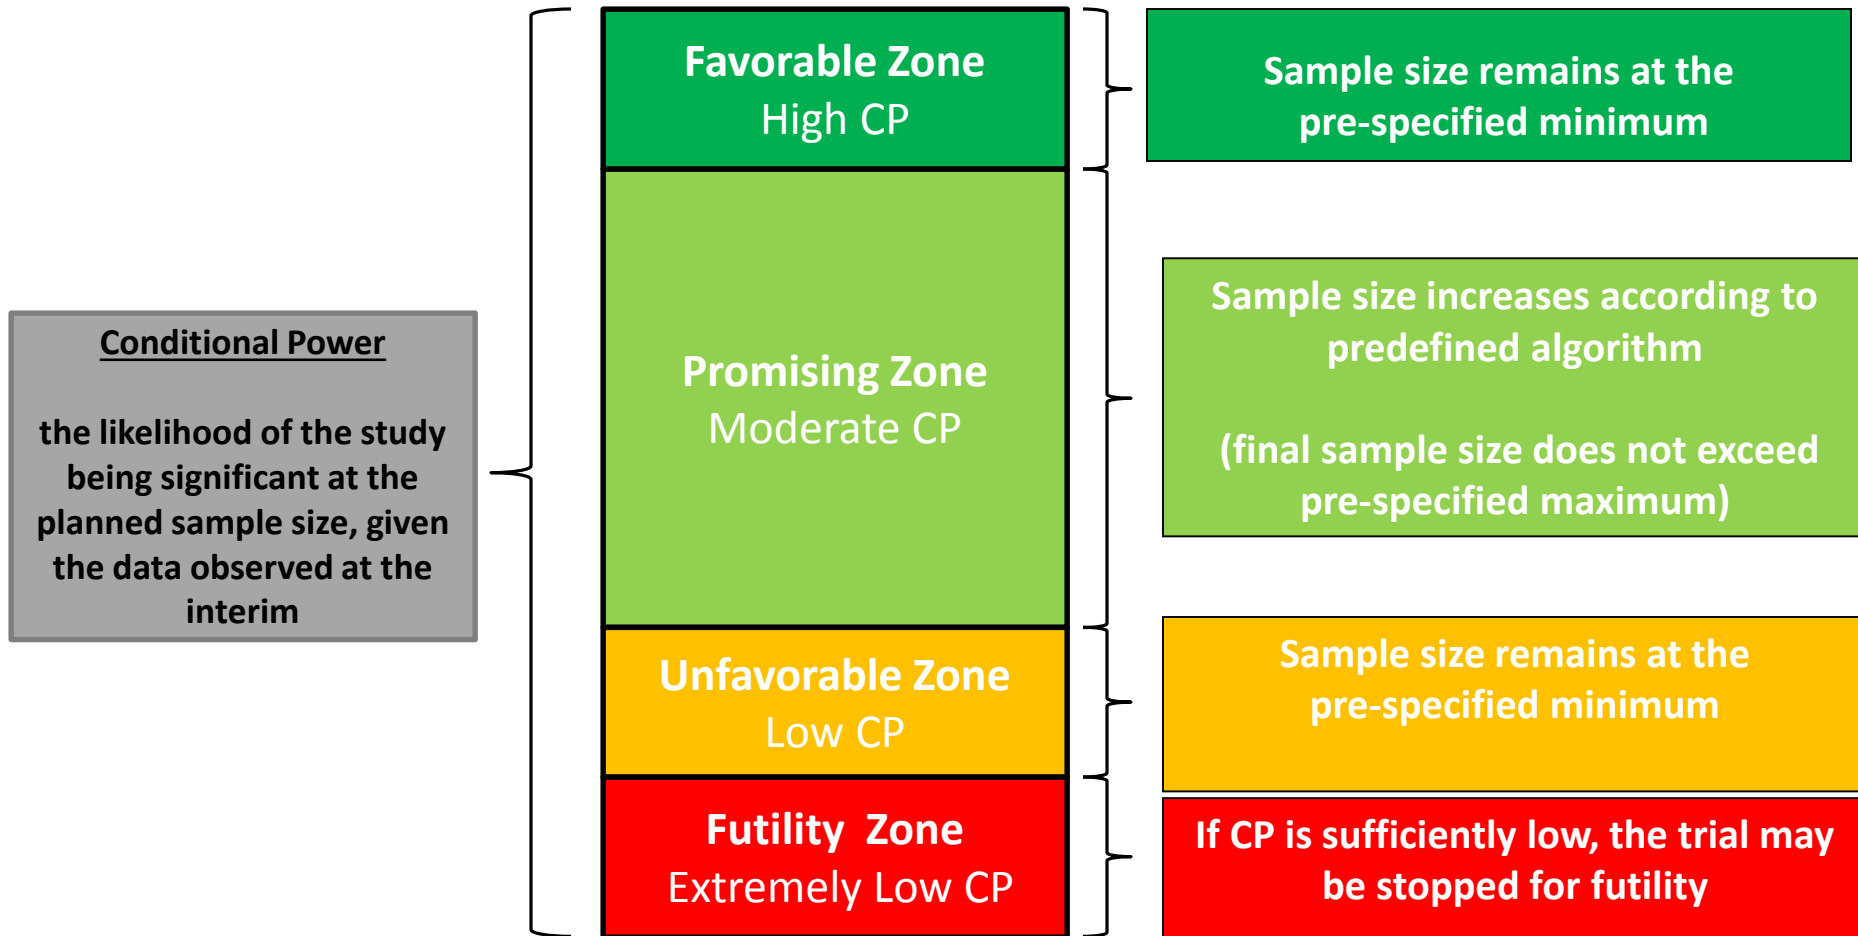 Conditional Power
the likelihood of the study
being significant at the
planned sample size, given
the data observed at the
interim
Favorable Zone
High CP
Sample size remains at the
pre-specified minimum
Promising Zone
Moderate CP
Sample size increases according to
predefined algorithm
(final sample size does not exceed
pre-specified maximum)
Unfavorable Zone
Low CP
Sample size remains at the
pre-specified minimum
Futility Zone
Extremely Low CP
If CP is sufficiently low, the trial may
be stopped for futility